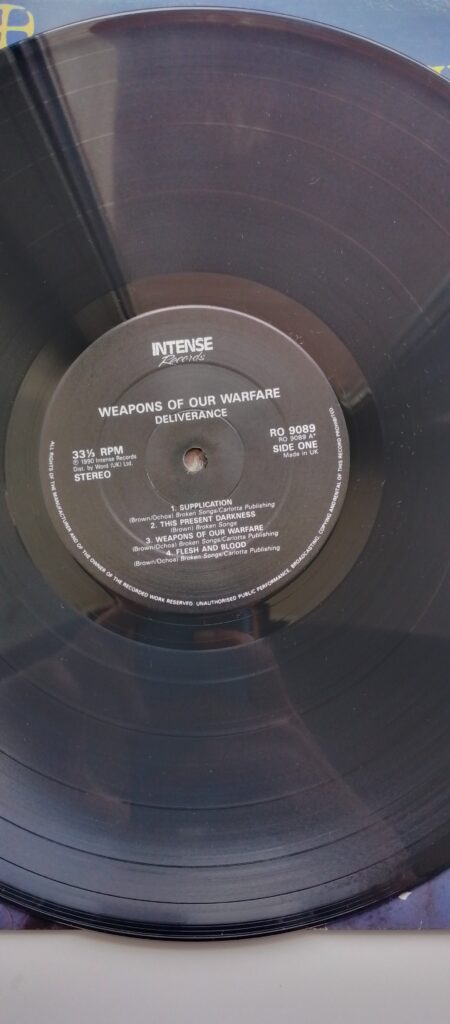 INTENSE
Records
WEAPONS OF OUR WARFARE
DELIVERANCE
33⅓ RPM
℗ 1990 Intense Records
Dist. by Word (UK) Ltd.
STEREO
RO 9089
RO 9089 A*
SIDE ONE
Made in UK
1. SUPPLICATION
(Brown/Ochoa) Broken Songs/Carlotta Publishing
2. THIS PRESENT DARKNESS
(Brown) Broken Songs
3. WEAPONS OF OUR WARFARE
(Brown/Ochoa) Broken Songs/Carlotta Publishing
4. FLESH AND BLOOD
(Brown/Ochoa) Broken Songs/Carlotta Publishing
ALL RIGHTS OF THE MANUFACTURER AND OF THE OWNER OF THE RECORDED WORK RESERVED. UNAUTHORISED PUBLIC PERFORMANCE, BROADCASTING, COPYING AND RENTAL OF THIS RECORD PROHIBITED.